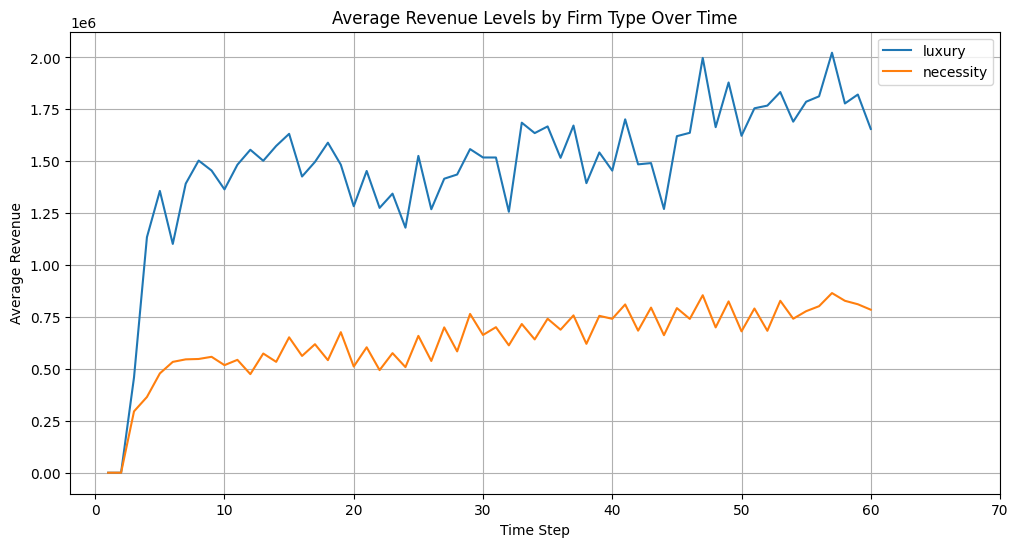 Average Revenue Levels by Firm Type Over Time
1e6
luxury
necessity
2.00
1.75
1.50
1.25
1.00
0.75
0.50
0.25
0.00
Average Revenue
0 10 20 30 40 50 60 70
Time Step